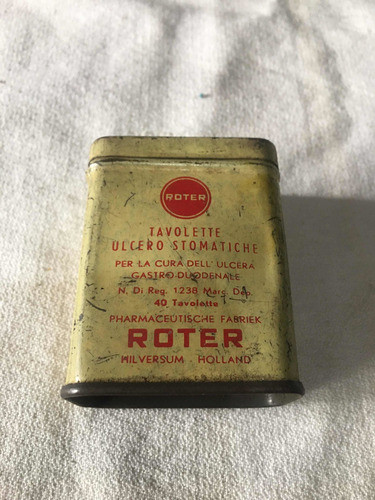 ROTER
TAVOLETTE
ULCERO STOMATICHE
PER LA CURA DELL' ULCERA
GASTRO-DUODENALE
N. Di Reg. 1238 Marc. Dep.
40 Tavolette
PHARMACEUTISCHE FABRIEK
ROTER
HILVERSUM HOLLAND